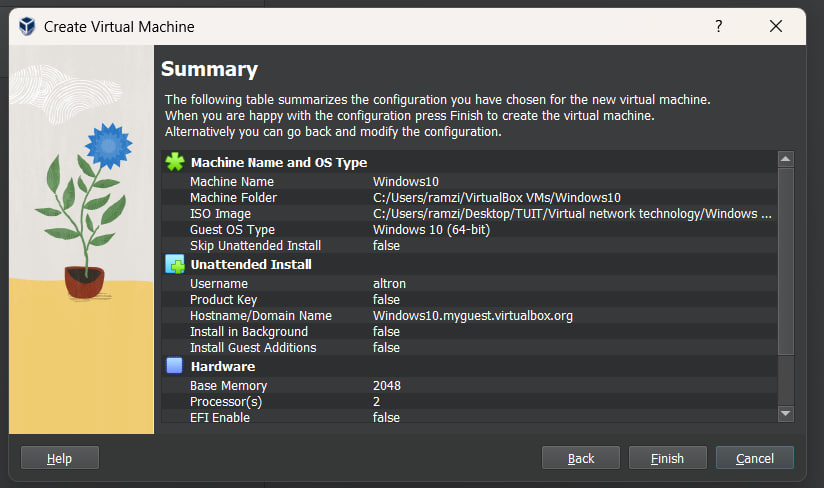 Create Virtual Machine
?
Summary
The following table summarizes the configuration you have chosen for the new virtual machine.
When you are happy with the configuration press Finish to create the virtual machine.
Alternatively you can go back and modify the configuration.
Machine Name and OS Type
Machine Name Windows10
Machine Folder C:/Users/ramzi/VirtualBox VMs/Windows10
ISO Image C:/Users/ramzi/Desktop/TUIT/Virtual network technology/Windows ...
Guest OS Type Windows 10 (64-bit)
Skip Unattended Install false
Unattended Install
Username altron
Product Key false
Hostname/Domain Name Windows10.myguest.virtualbox.org
Install in Background false
Install Guest Additions false
Hardware
Base Memory 2048
Processor(s) 2
EFI Enable false
Help Back Finish Cancel